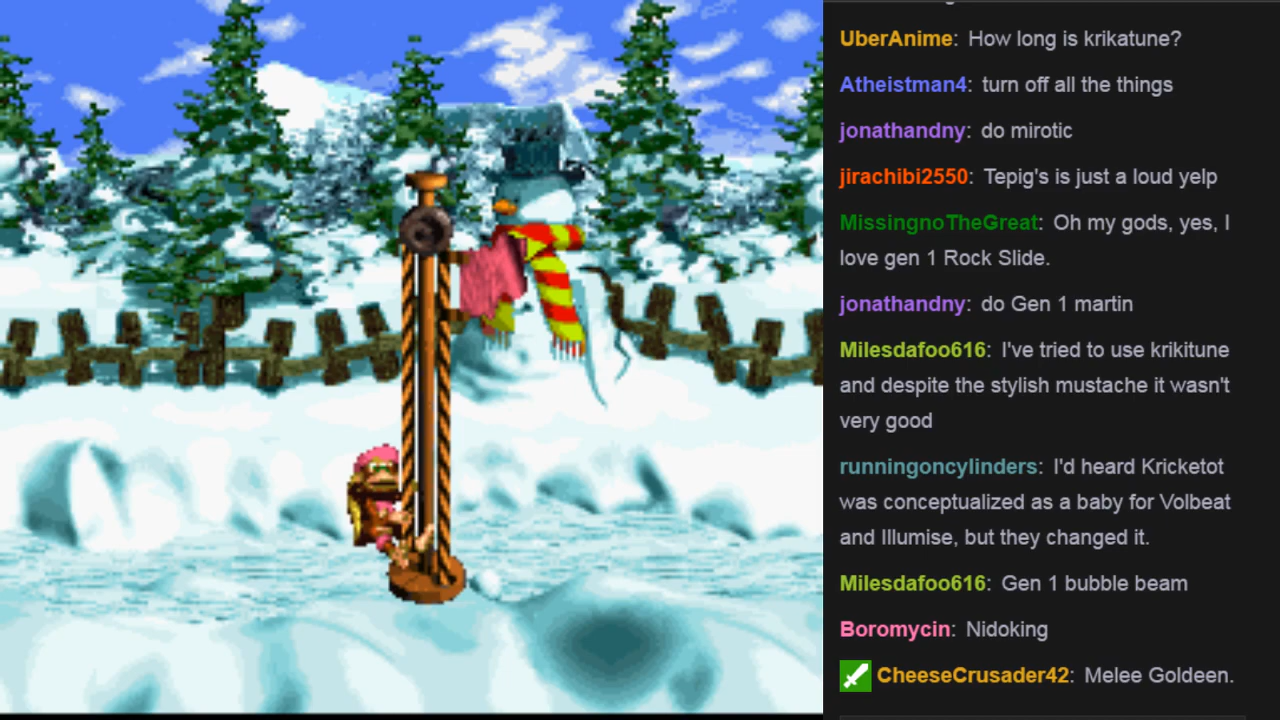 UberAnime: How long is krikatune?
Atheistman4: turn off all the things
jonathandny: do mirotic
jirachibi2550: Tepig's is just a loud yelp
MissingnoTheGreat: Oh my gods, yes, I
love gen 1 Rock Slide.
jonathandny: do Gen 1 martin
Milesdafoo616: I've tried to use krikitune
and despite the stylish mustache it wasn't
very good
runningoncylinders: I'd heard Kricketot
was conceptualized as a baby for Volbeat
and Illumise, but they changed it.
Milesdafoo616: Gen 1 bubble beam
Boromycin: Nidoking
CheeseCrusader42: Melee Goldeen.